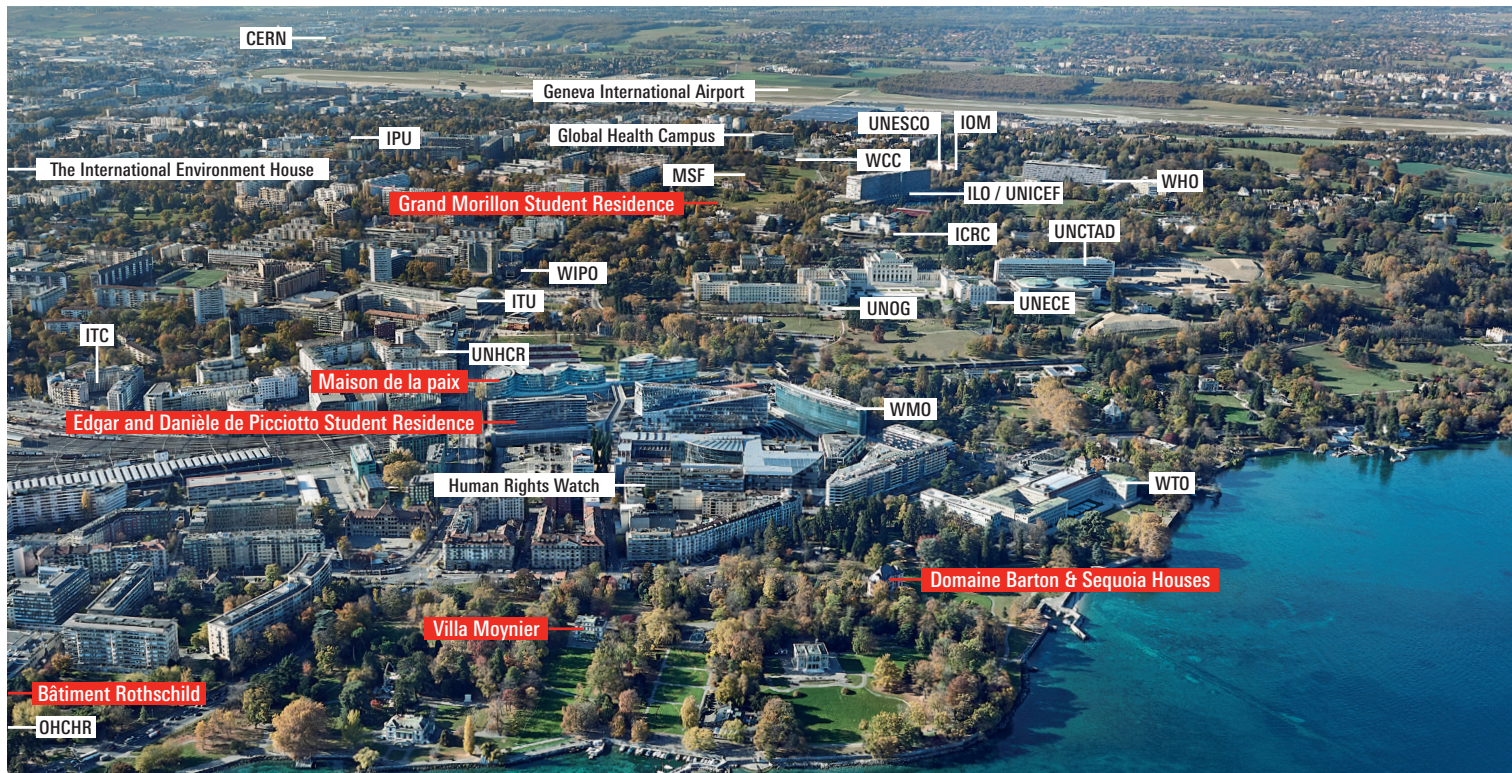 CERN
Geneva International Airport
IPU
Global Health Campus
UNESCO
IOM
The International Environment House
WCC
MSF
WHO
ILO / UNICEF
Grand Morillon Student Residence
ICRC
UNCTAD
WIPO
ITU
UNOG
UNECE
ITC
UNHCR
Maison de la paix
WMO
Edgar and Danièle de Picciotto Student Residence
Human Rights Watch
WTO
Domaine Barton & Sequoia Houses
Villa Moynier
Bâtiment Rothschild
OHCHR